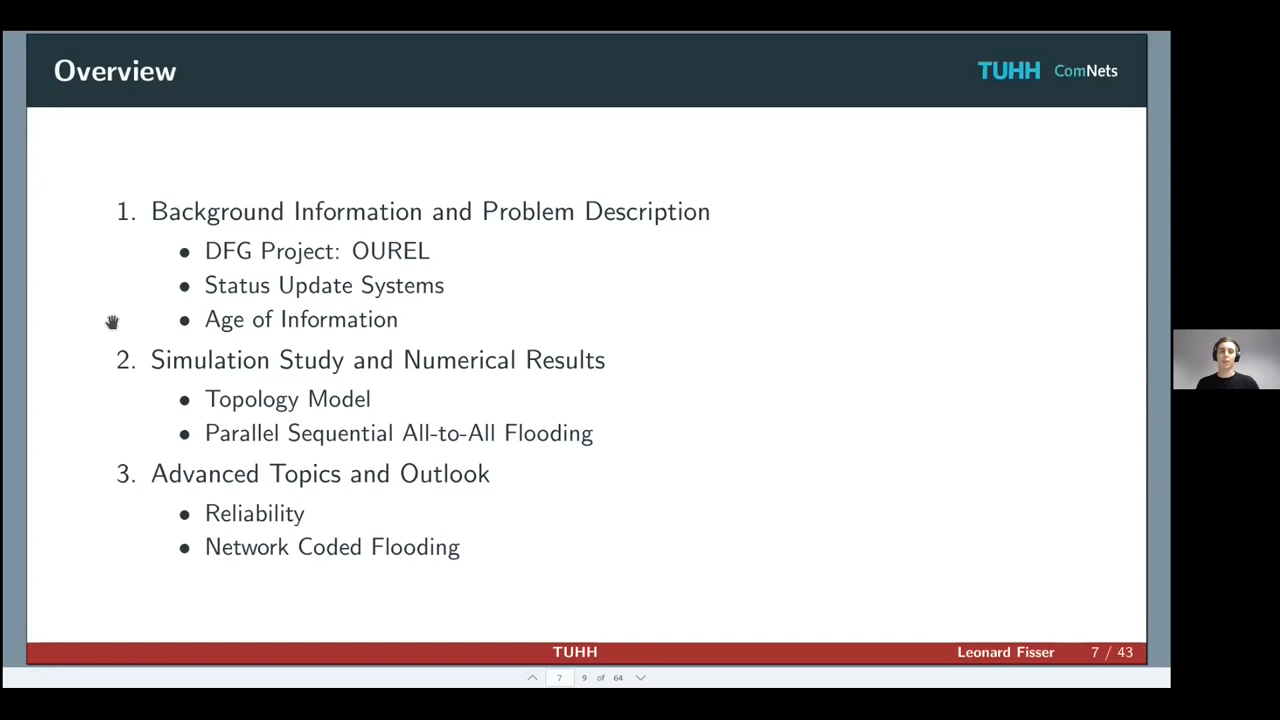 Overview
TUHH ComNets
1. Background Information and Problem Description
• DFG Project: OUREL
• Status Update Systems
• Age of Information
2. Simulation Study and Numerical Results
• Topology Model
• Parallel Sequential All-to-All Flooding
3. Advanced Topics and Outlook
• Reliability
• Network Coded Flooding
TUHH
Leonard Fisser 7 / 43
7 9 of 64